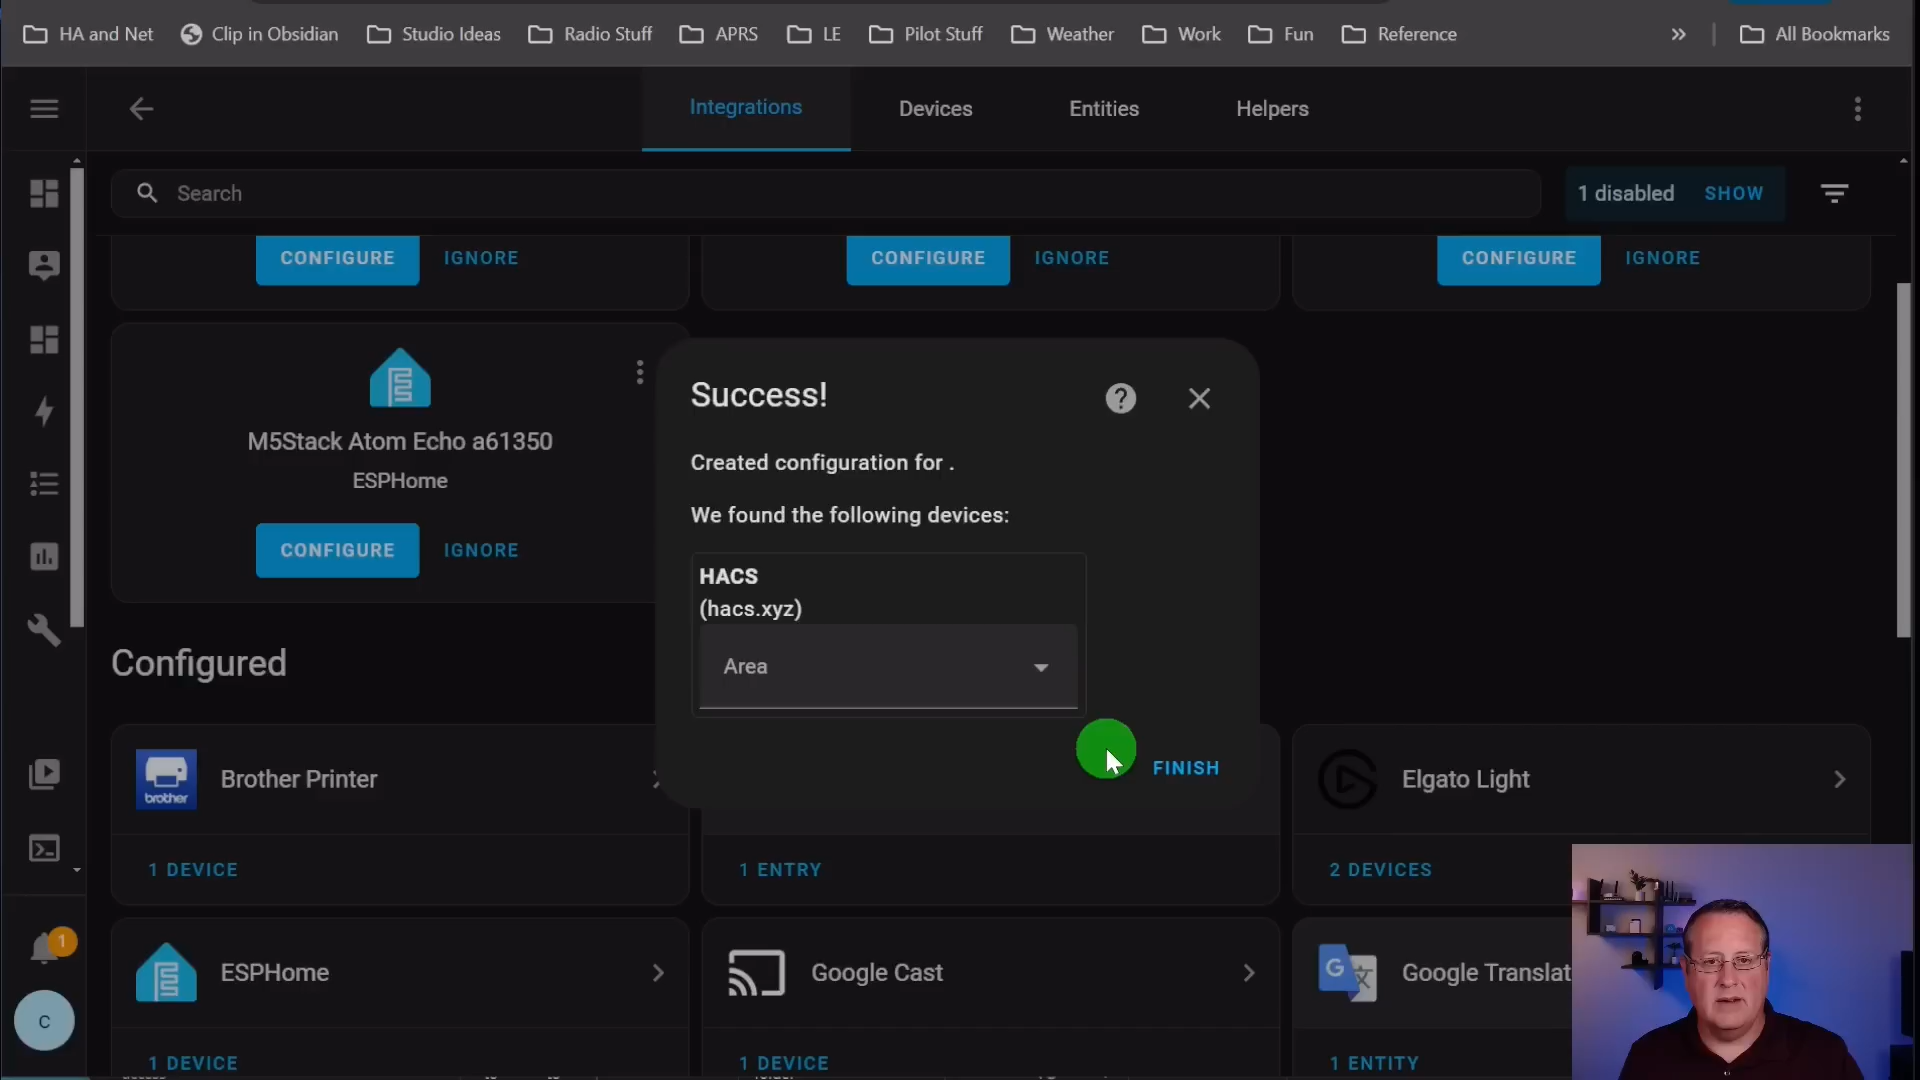 HA and Net
Clip in Obsidian
Studio Ideas
Radio Stuff
APRS
LE
Pilot Stuff
Weather
Work
Fun
Reference
»
All Bookmarks
Integrations
Devices
Entities
Helpers
Search
1 disabled
SHOW
CONFIGURE
IGNORE
CONFIGURE
IGNORE
CONFIGURE
IGNORE
M5Stack Atom Echo a61350
ESPHome
CONFIGURE
IGNORE
Success!
?
Created configuration for .
We found the following devices:
HACS
(hacs.xyz)
Area
FINISH
Configured
brother
Brother Printer
1 DEVICE
1 ENTRY
Elgato Light
2 DEVICES
1
C
ESPHome
1 DEVICE
Google Cast
1 DEVICE
G
文
Google Translat
1 ENTITY